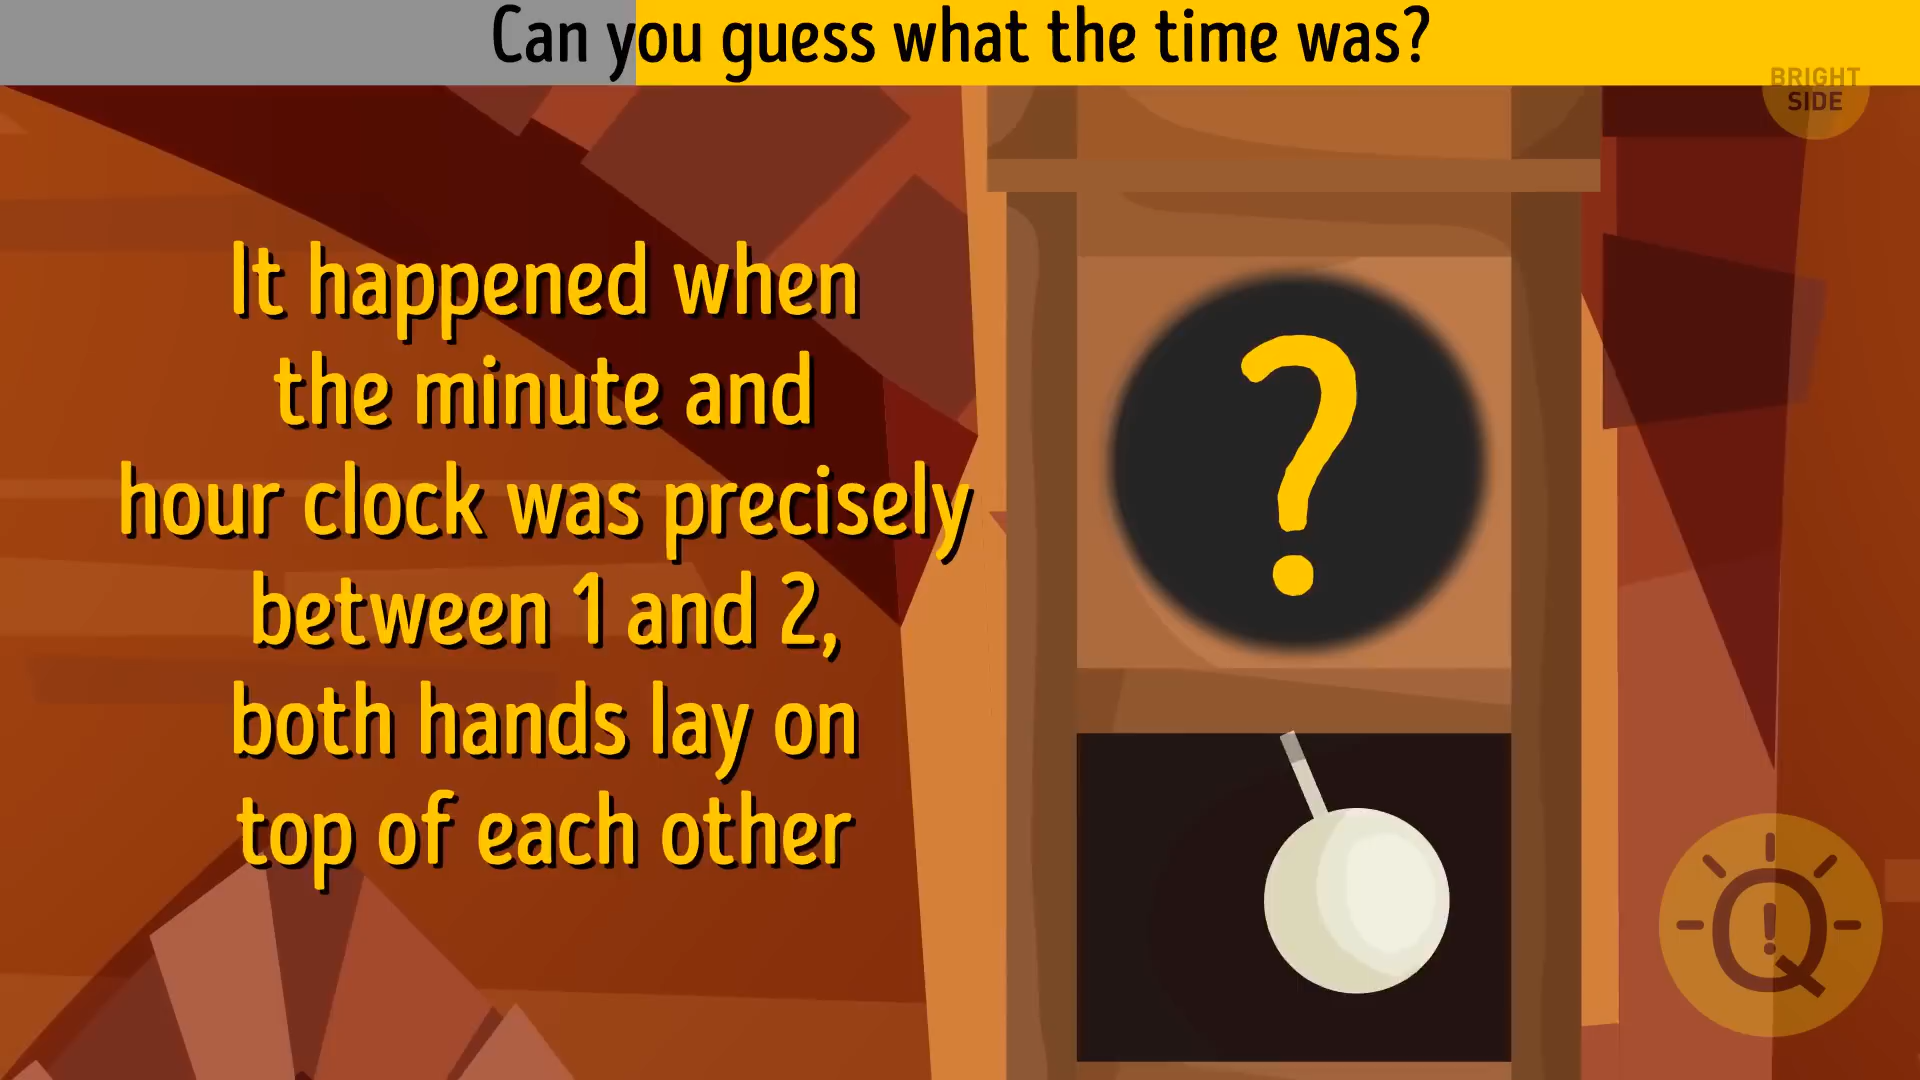 Can you guess what the time was?
BRIGHT
SIDE
It happened when
the minute and
hour clock was precisely
between 1 and 2,
both hands lay on
top of each other
?
Q!